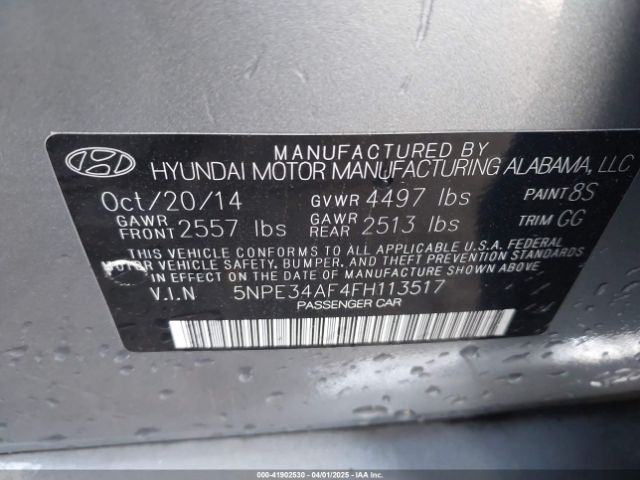 MANUFACTURED BY
HYUNDAI MOTOR MANUFACTURING ALABAMA, LLC
Oct/20/14 GVWR 4497 lbs PAINT 8S
GAWR FRONT 2557 lbs GAWR REAR 2513 lbs TRIM GG
THIS VEHICLE CONFORMS TO ALL APPLICABLE U.S.A. FEDERAL
MOTOR VEHICLE SAFETY, BUMPER, AND THEFT PREVENTION
STANDARDS IN EFFECT ON THE DATE OF MANUFACTURE SHOWN ABOVE.
V.I.N 5NPE34AF4FH113517
PASSENGER CAR
000-41902530 - 04/01/2025 - IAA Inc.